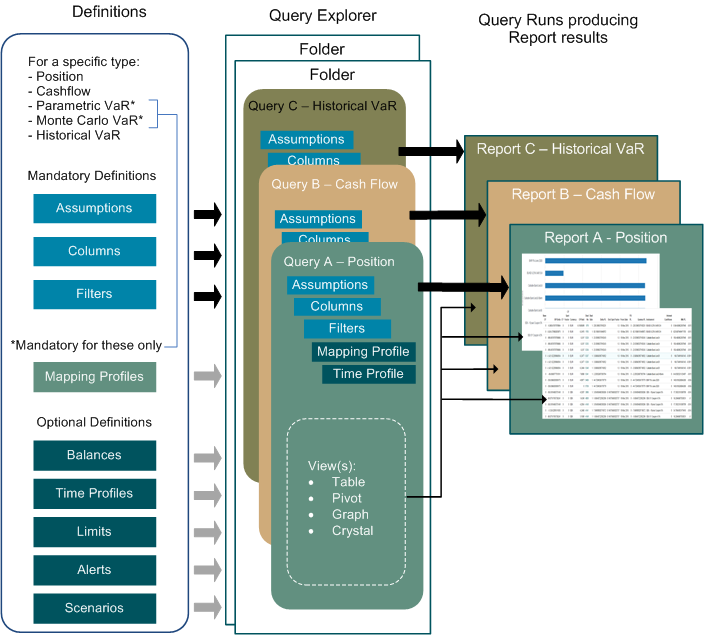 Definitions
For a specific type:
- Position
- Cashflow
- Parametric VaR*
- Monte Carlo VaR*
- Historical VaR
Mandatory Definitions
Assumptions
Columns
Filters
*Mandatory for these only
Mapping Profiles
Optional Definitions
Balances
Time Profiles
Limits
Alerts
Scenarios
Query Explorer
Folder
Folder
Query C – Historical VaR
Assumptions
Columns
Query B – Cash Flow
Assumptions
Columns
Query A – Position
Assumptions
Columns
Filters
Mapping Profile
Time Profile
View(s):
• Table
• Pivot
• Graph
• Crystal
Query Runs producing
Report results
Report C – Historical VaR
Report B – Cash Flow
Report A - Position